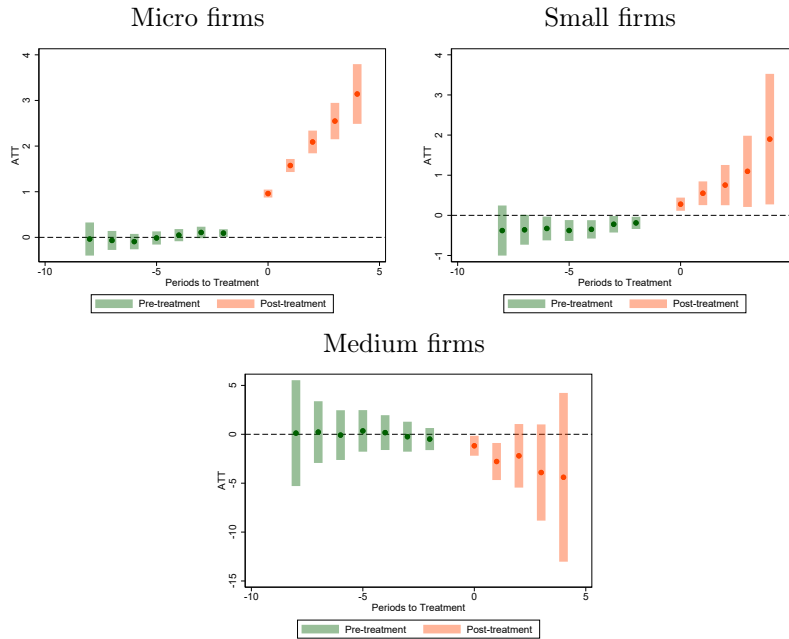 Micro firms
4
3
2
1
0
ATT
-10
-5
0
5
Periods to Treatment
Pre-treatment
Post-treatment
Small firms
4
3
2
1
0
-1
ATT
-10
-5
0
5
Periods to Treatment
Pre-treatment
Post-treatment
Medium firms
5
0
-5
-10
-15
ATT
-10
-5
0
5
Periods to Treatment
Pre-treatment
Post-treatment